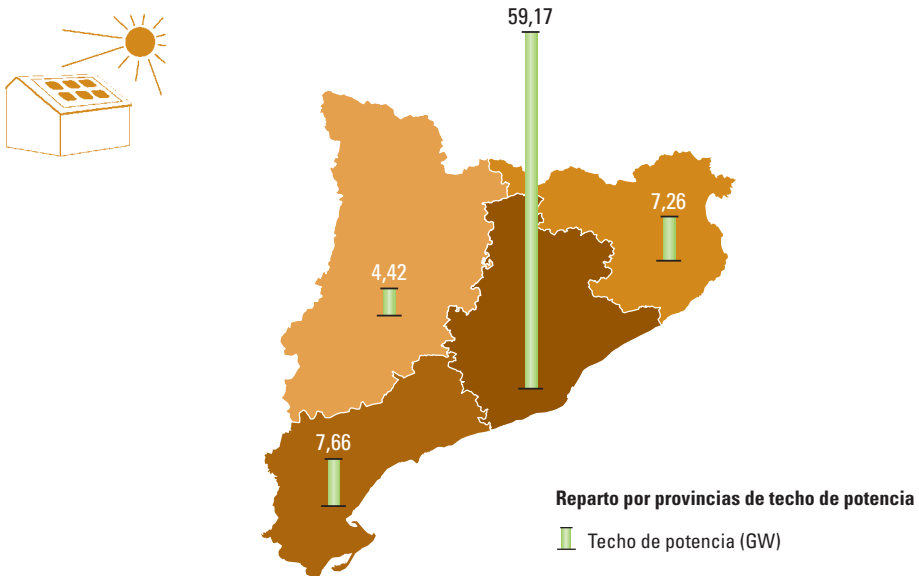 59,17
7,26
4,42
7,66
Reparto por provincias de techo de potencia
Techo de potencia (GW)